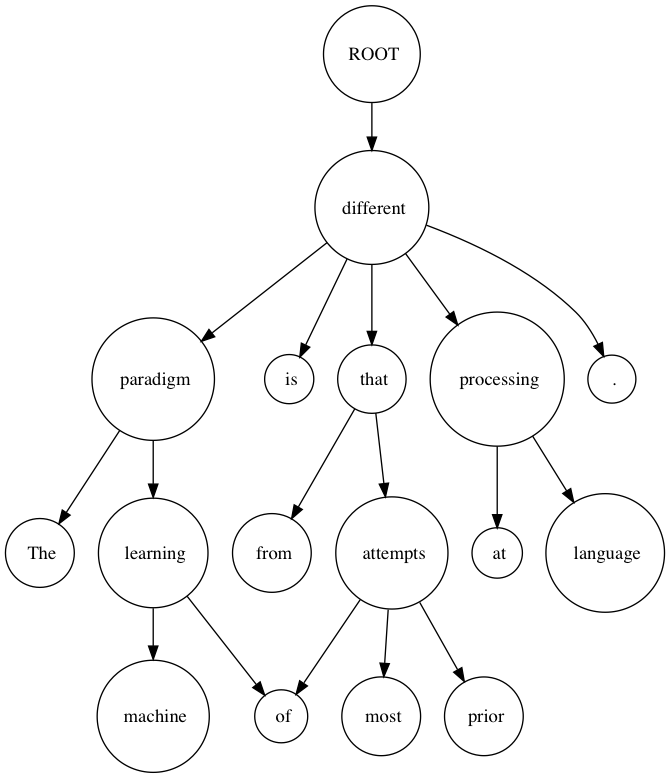 ROOT
different
paradigm is that processing .
The learning from attempts at language
machine of most prior